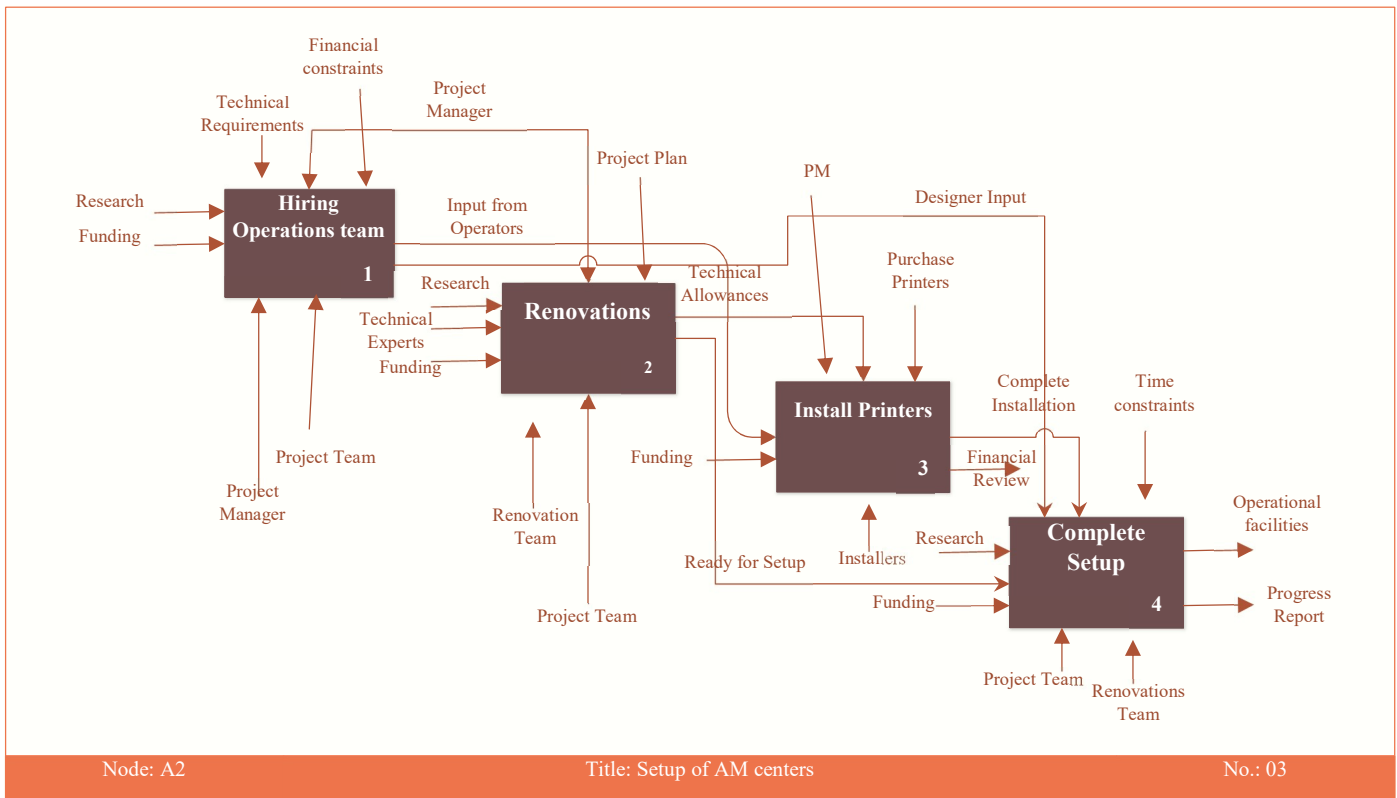 Financial
constraints
Project
Manager
Technical
Requirements
Project Plan
PM
Research
Funding
Hiring
Operations team
1
Input from
Operators
Designer Input
Purchase
Printers
Technical
Allowances
Research
Technical
Experts
Funding
Renovations
2
Complete
Installation
Time
constraints
Install Printers
3
Project Team
Funding
Financial
Review
Project
Manager
Renovation
Team
Operational
facilities
Research
Installers
Complete
Setup
4
Ready for Setup
Funding
Progress
Report
Project Team
Project Team
Renovations
Team
Node: A2
Title: Setup of AM centers
No.: 03